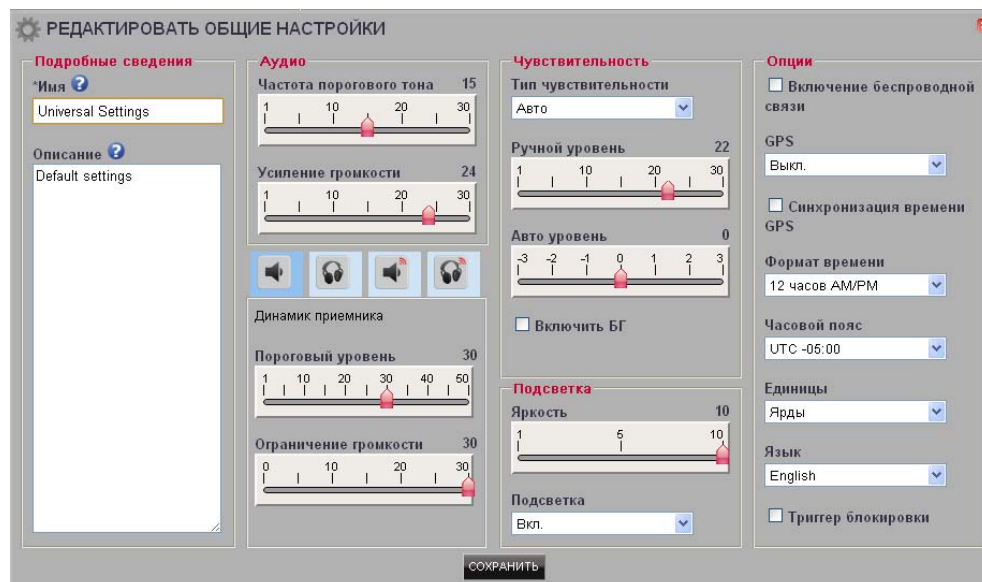 РЕДАКТИРОВАТЬ ОБЩИЕ НАСТРОЙКИ
Подробные сведения
*Имя ?
Universal Settings
Описание ?
Default settings
Аудио
Частота порогового тона 15
1 10 20 30
Усиление громкости 24
1 10 20 30
Динамик приемника
Пороговый уровень 30
1 10 20 30 40 50
Ограничение громкости 30
0 10 20 30
Чувствительность
Тип чувствительности
Авто
Ручной уровень 22
1 10 20 30
Авто уровень 0
-3 -2 -1 0 1 2 3
Включить БГ
Подсветка
Яркость 10
1 5 10
Подсветка
Вкл.
Опции
Включение беспроводной
связи
GPS
Выкл.
Синхронизация времени
GPS
Формат времени
12 часов AM/PM
Часовой пояс
UTC -05:00
Единицы
Ярды
Язык
English
Триггер блокировки
СОХРАНИТЬ